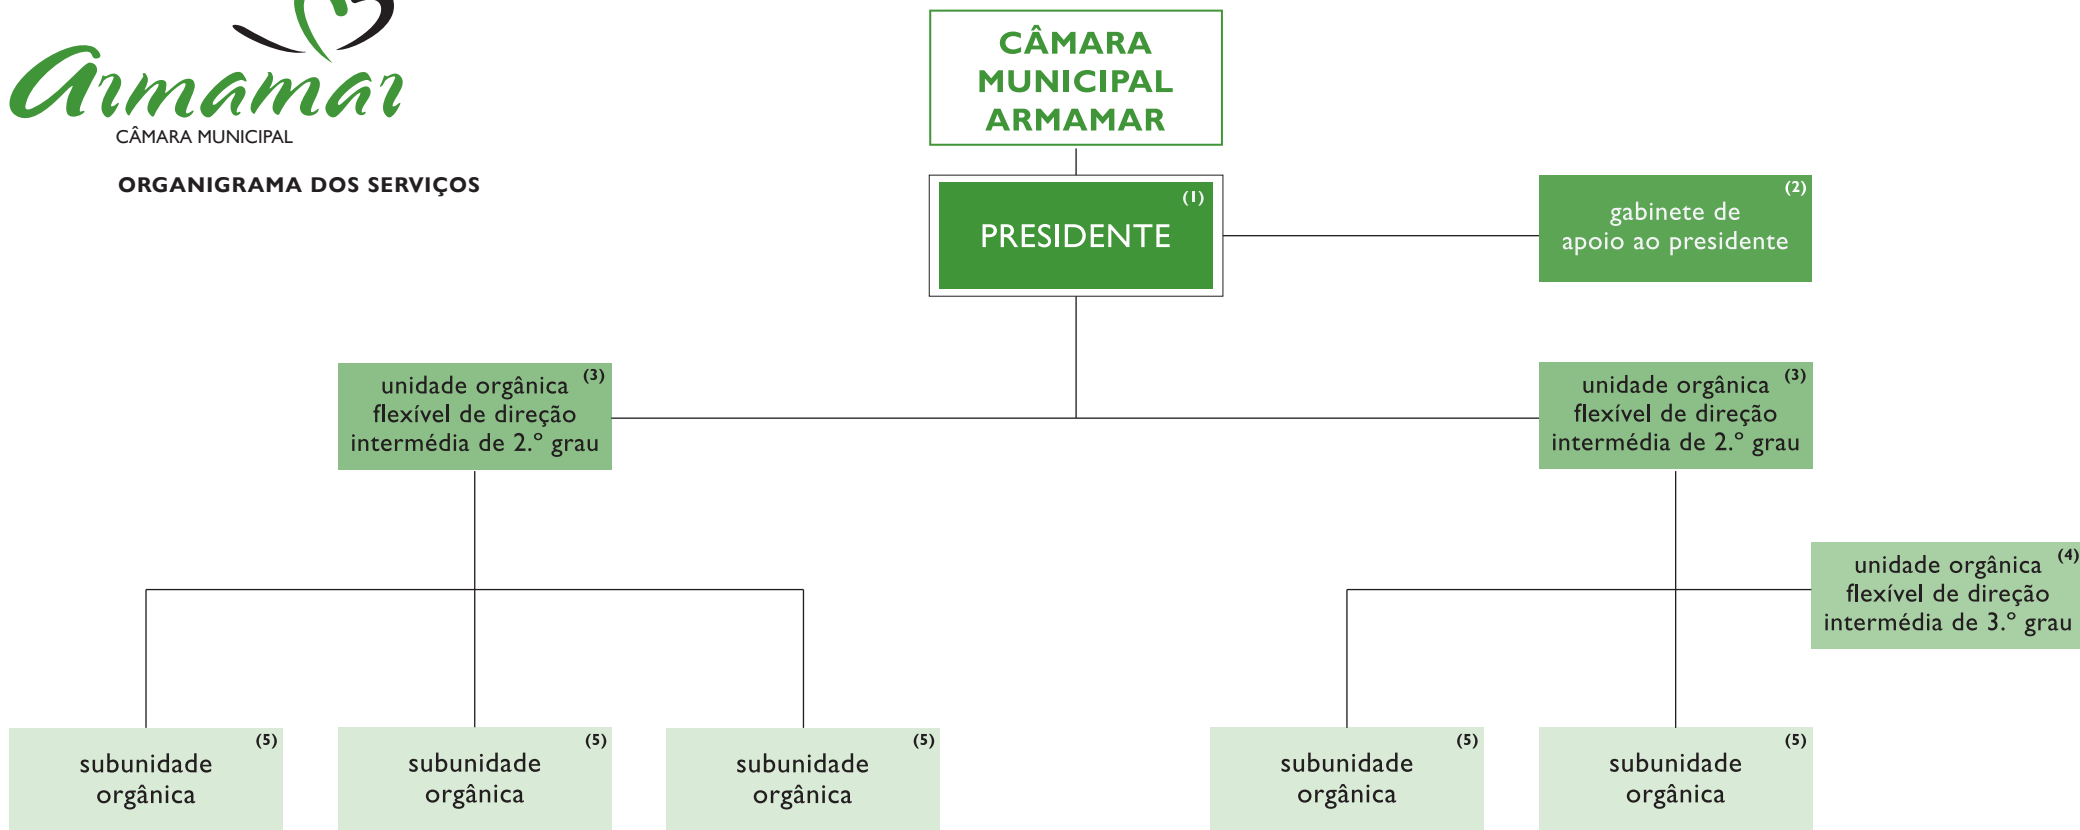 Armamar
CÂMARA MUNICIPAL
ORGANIGRAMA DOS SERVIÇOS
CÂMARA
MUNICIPAL
ARMAMAR
(1)
PRESIDENTE
(2)
gabinete de
apoio ao presidente
unidade orgânica (3)
flexível de direção
intermédia de 2.º grau
unidade orgânica (3)
flexível de direção
intermédia de 2.º grau
unidade orgânica (4)
flexível de direção
intermédia de 3.º grau
(5)
subunidade
orgânica
(5)
subunidade
orgânica
(5)
subunidade
orgânica
(5)
subunidade
orgânica
(5)
subunidade
orgânica